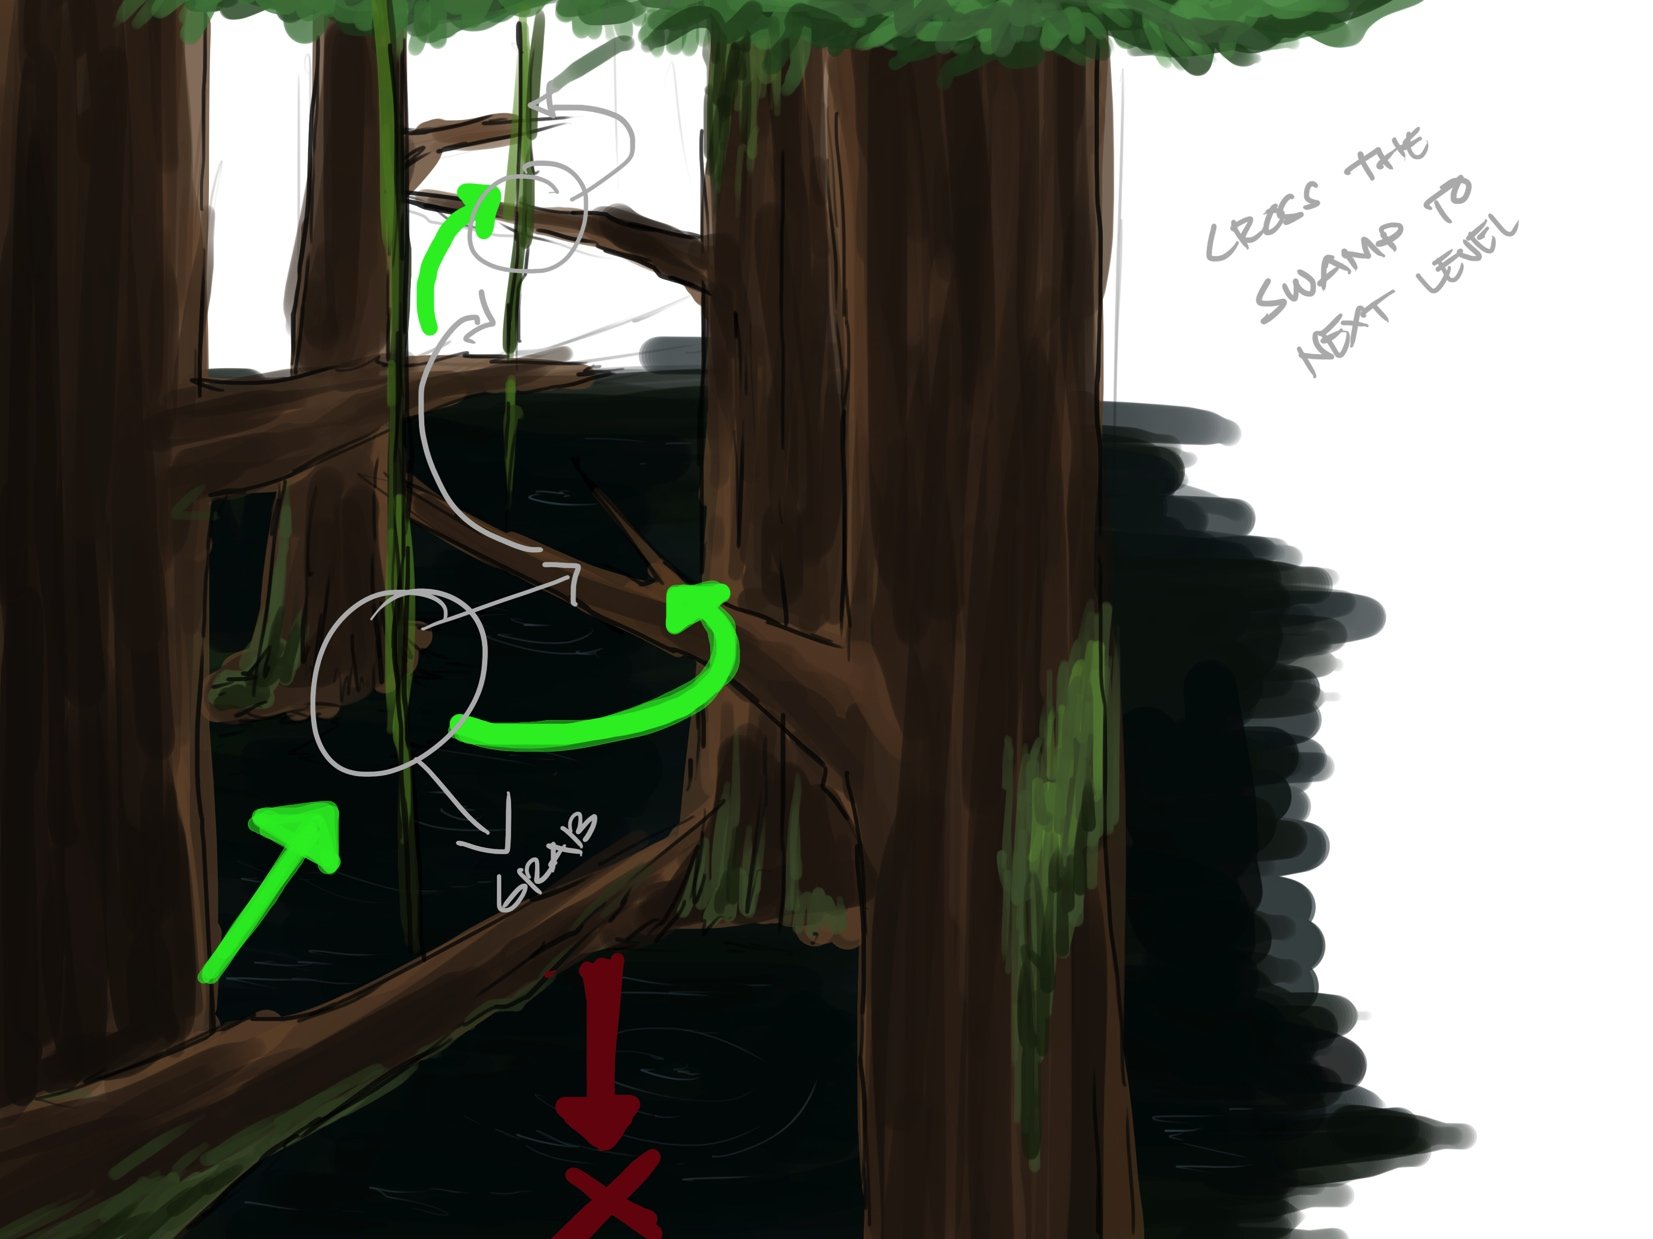 CROSS THE
SWAMP TO
NEXT LEVEL
GRAB